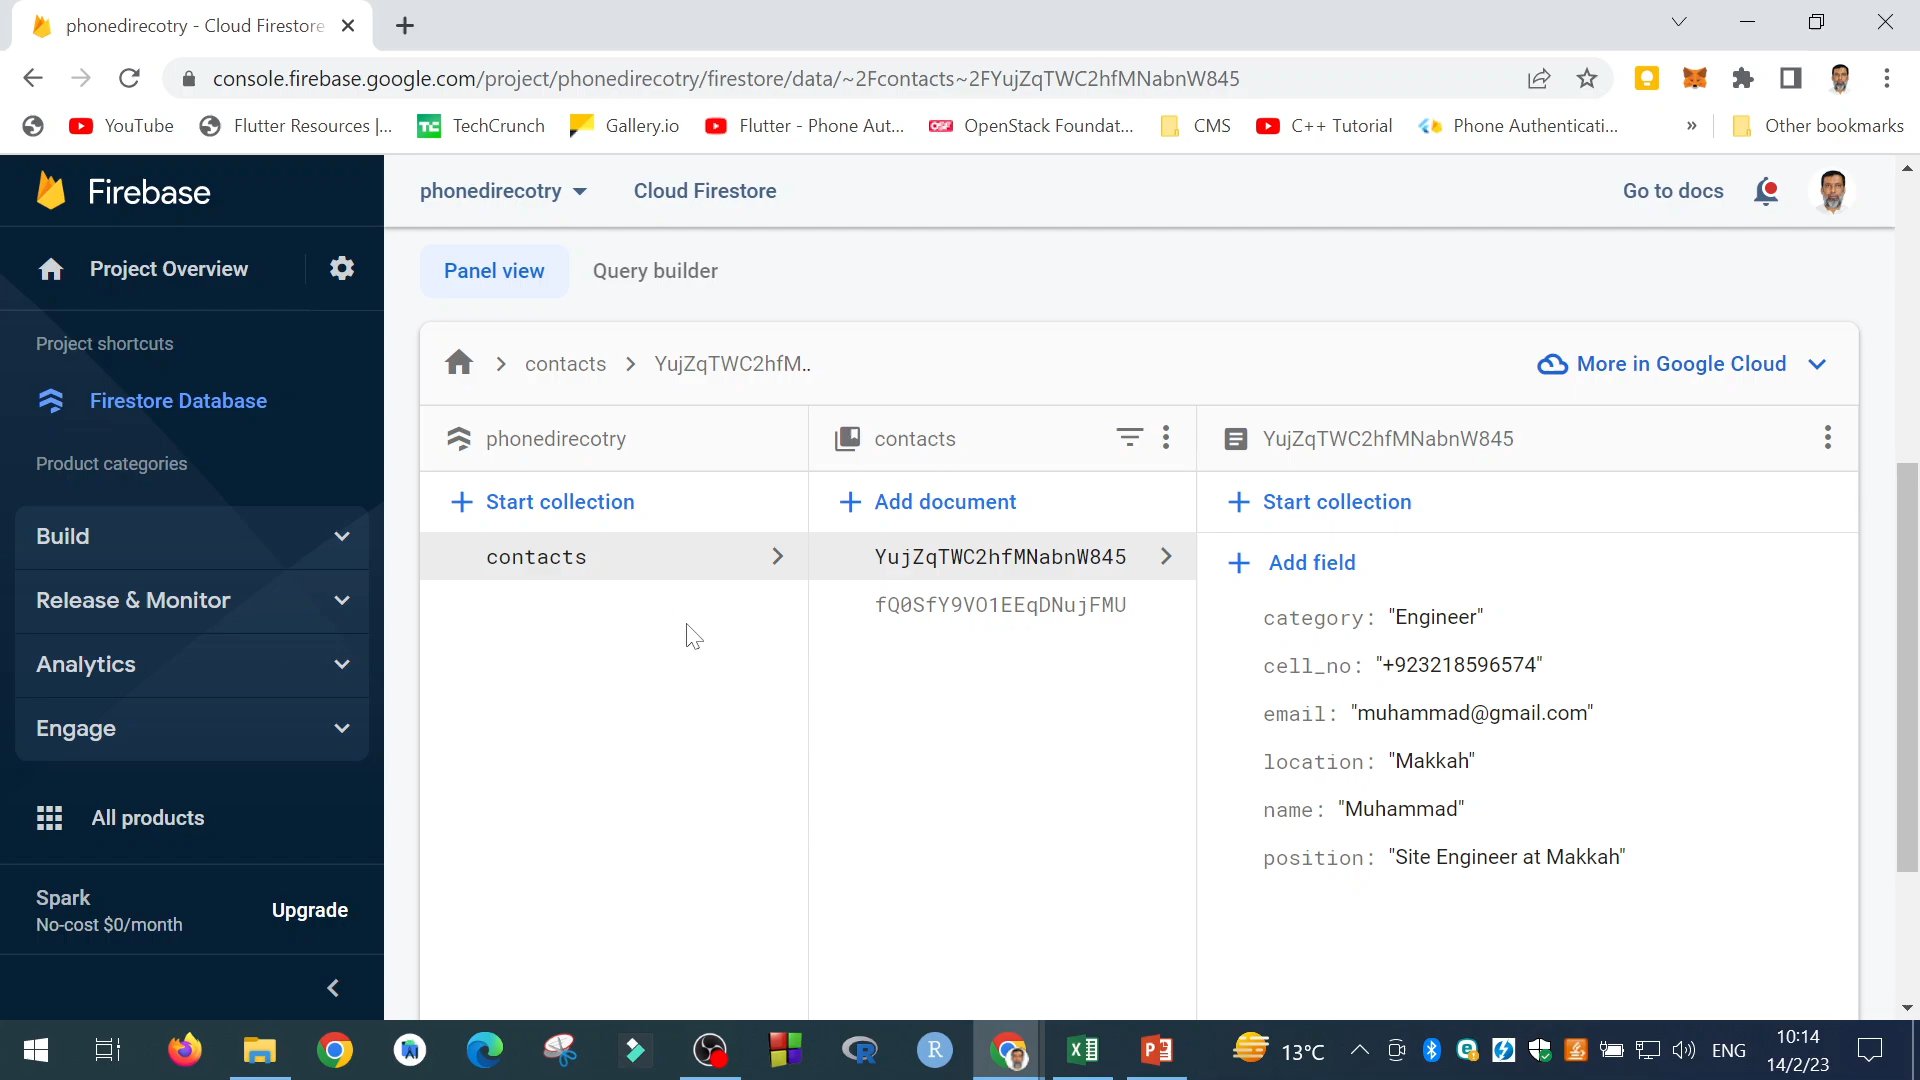 phonedirecotry - Cloud Firestore
console.firebase.google.com/project/phonedirecotry/firestore/data/~2Fcontacts~2FYujZqTWC2hfMNabnW845
YouTube
Flutter Resources |...
TC
TechCrunch
Gallery.io
Flutter - Phone Aut...
OSF
OpenStack Foundat...
CMS
C++ Tutorial
Phone Authenticati...
»
Other bookmarks
Firebase
phonedirecotry
Cloud Firestore
Go to docs
Project Overview
Panel view
Query builder
Project shortcuts
Firestore Database
Product categories
Build
Release & Monitor
Analytics
Engage
All products
Spark
No-cost $0/month
Upgrade
contacts
YujZqTWC2hfM..
More in Google Cloud
phonedirecotry
contacts
YujZqTWC2hfMNabnW845
Start collection
Add document
Start collection
contacts
YujZqTWC2hfMNabnW845
fQ0SfY9VO1EEqDNujFMU
Add field
category: "Engineer"
cell_no: "+923218596574"
email: "muhammad@gmail.com"
location: "Makkah"
name: "Muhammad"
position: "Site Engineer at Makkah"
13°C
ENG
10:14
14/2/23